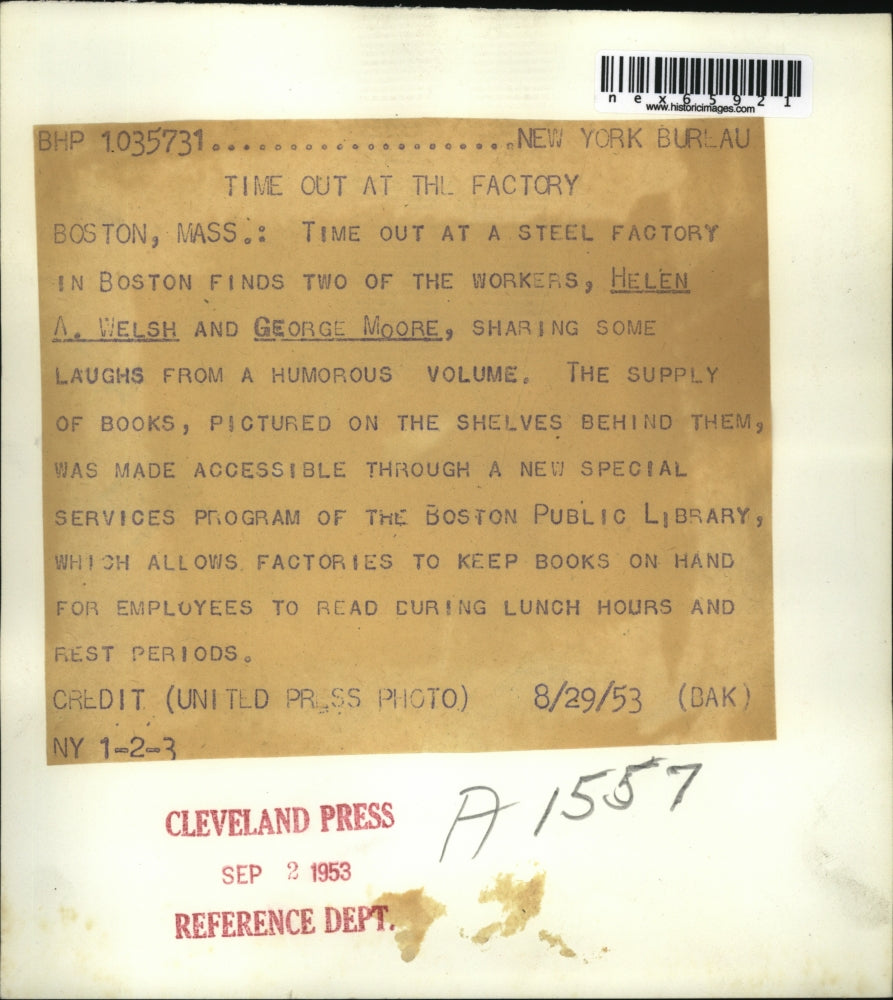 nex65921
www.historicimages.com
BHP 1035731......................NEW YORK BUREAU
TIME OUT AT THE FACTORY
BOSTON, MASS.: TIME OUT AT A STEEL FACTORY
IN BOSTON FINDS TWO OF THE WORKERS, HELEN
A. WELSH AND GEORGE MOORE, SHARING SOME
LAUGHS FROM A HUMOROUS VOLUME. THE SUPPLY
OF BOOKS, PICTURED ON THE SHELVES BEHIND THEM,
WAS MADE ACCESSIBLE THROUGH A NEW SPECIAL
SERVICES PROGRAM OF THE BOSTON PUBLIC LIBRARY,
WHICH ALLOWS FACTORIES TO KEEP BOOKS ON HAND
FOR EMPLOYEES TO READ DURING LUNCH HOURS AND
REST PERIODS.
CREDIT (UNITED PRESS PHOTO) 8/29/53 (BAK)
NY 1-2-3
A 1557
CLEVELAND PRESS
SEP 2 1953
REFERENCE DEPT.